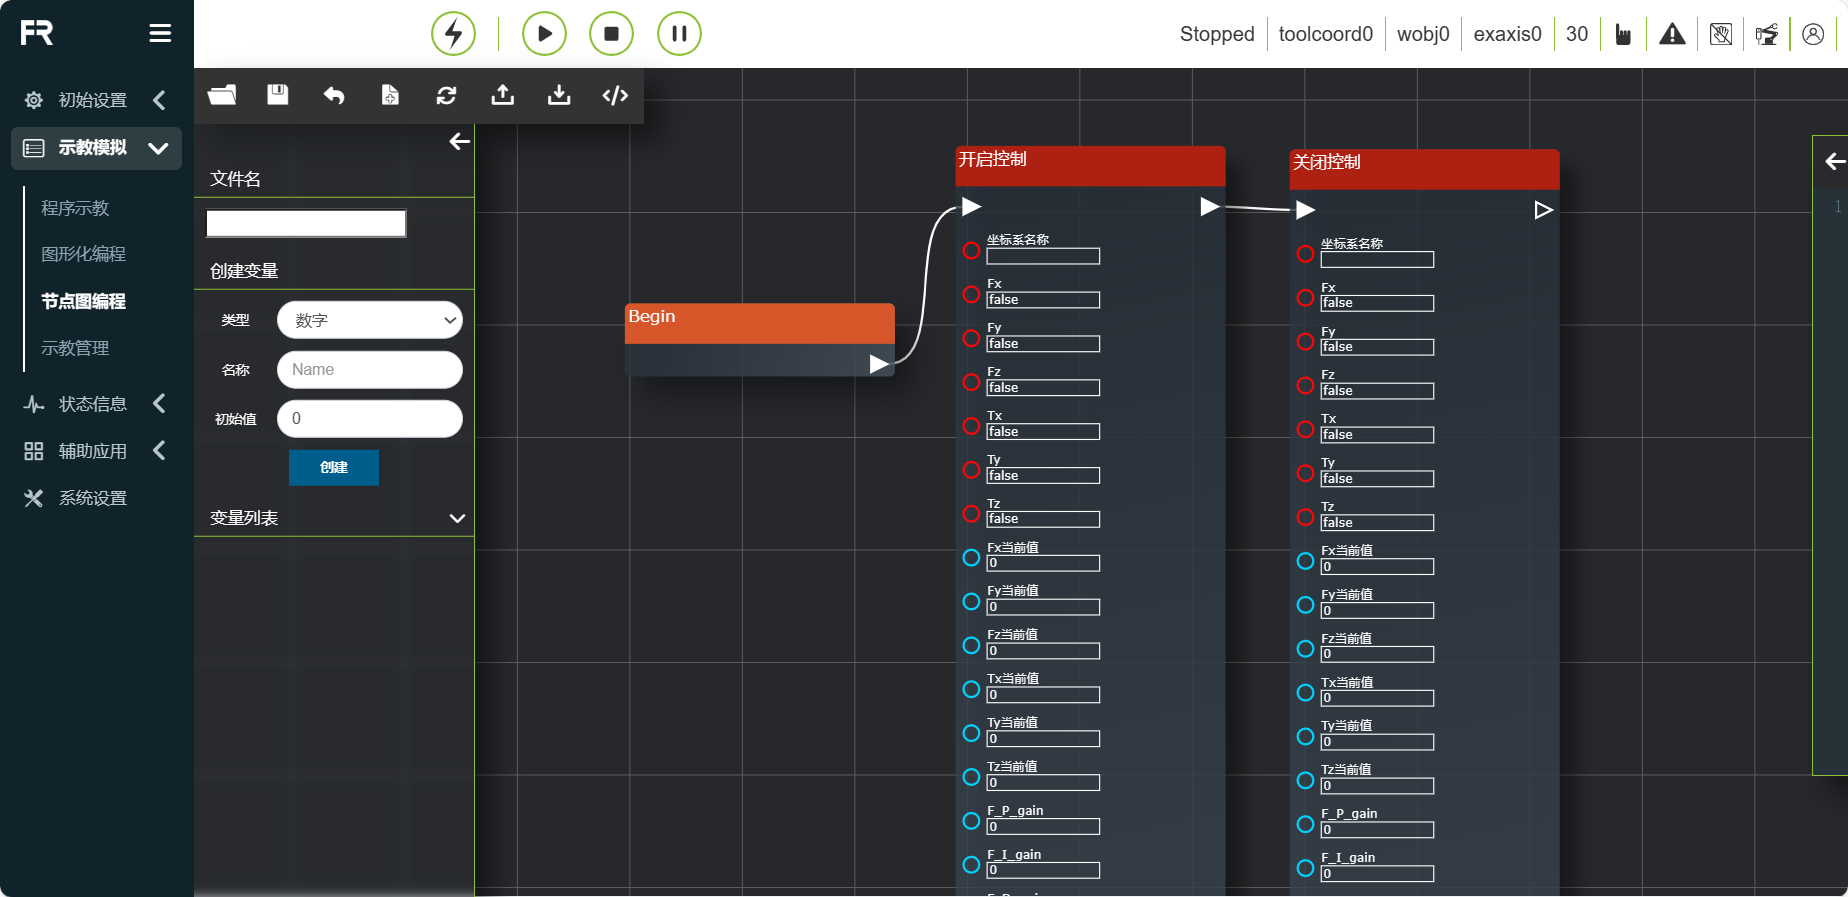 FR
Stopped
toolcoord0
wobj0
exaxis0
30
初始设置
示教模拟
程序示教
图形化编程
节点图编程
示教管理
状态信息
辅助应用
系统设置
文件名
创建变量
类型
数字
名称
Name
初始值
0
创建
变量列表
Begin
开启控制
坐标系名称
Fx
false
Fy
false
Fz
false
Tx
false
Ty
false
Tz
false
Fx当前值
0
Fy当前值
0
Fz当前值
0
Tx当前值
0
Ty当前值
0
Tz当前值
0
F_P_gain
0
F_I_gain
0
关闭控制
坐标系名称
Fx
false
Fy
false
Fz
false
Tx
false
Ty
false
Tz
false
Fx当前值
0
Fy当前值
0
Fz当前值
0
Tx当前值
0
Ty当前值
0
Tz当前值
0
F_P_gain
0
F_I_gain
0
1